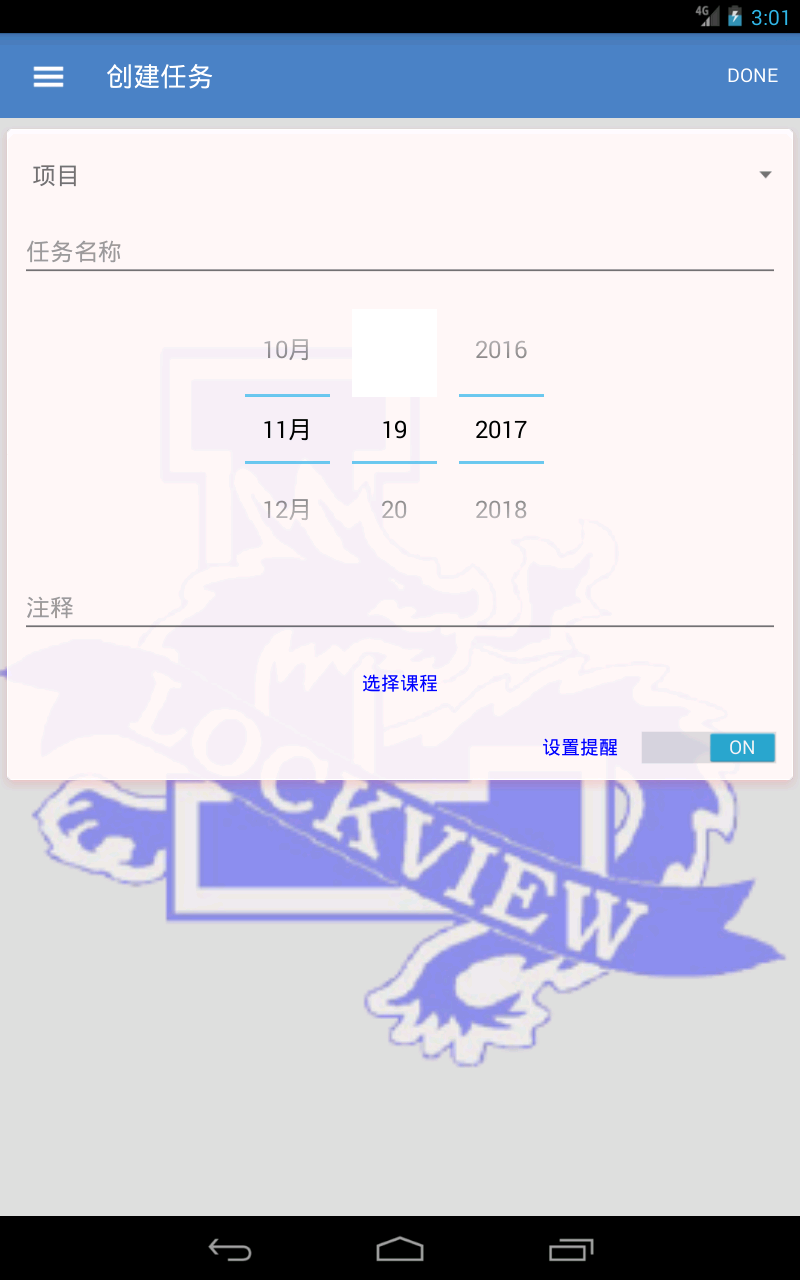 4G 3:01
创建任务 DONE
项目
任务名称
10月 2016
11月 19 2017
12月 20 2018
注释
选择课程
设置提醒 ON
LOCKVIEW